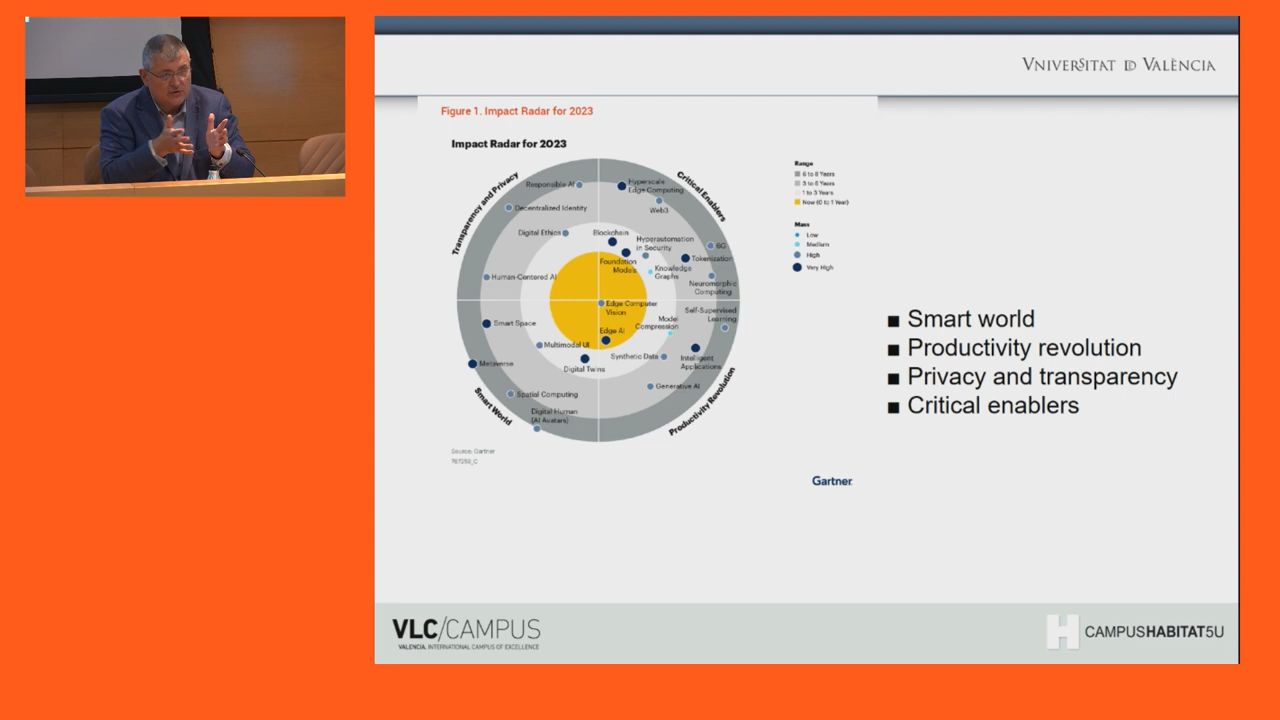 VNIVERSITAT ID VALÈNCIA
Figure 1. Impact Radar for 2023
Impact Radar for 2023
Transparency and Privacy
Critical Enablers
Responsible AI
Hyperscale
Edge Computing
Decentralized Identity
Web3
Digital Ethics
Blockchain
Hyperautomation
in Security
6G
Foundation
Models
Tokenization
Knowledge
Graphs
Human-Centered AI
Neuromorphic
Computing
Edge Computer
Vision
Self-Supervised
Learning
Smart Space
Model
Compression
Edge AI
Multimodal UI
Synthetic Data
Intelligent
Applications
Metaverse
Digital Twins
Generative AI
Spatial Computing
Digital Human
(AI Avatars)
Smart World
Productivity Revolution
Range
6 to 8 Years
3 to 6 Years
1 to 3 Years
Now (0 to 1 Year)
Mass
Low
Medium
High
Very High
Source: Gartner
Gartner
■ Smart world
■ Productivity revolution
■ Privacy and transparency
■ Critical enablers
VLC/CAMPUS
VALENCIA, INTERNATIONAL CAMPUS OF EXCELLENCE
CAMPUSHABITAT5U